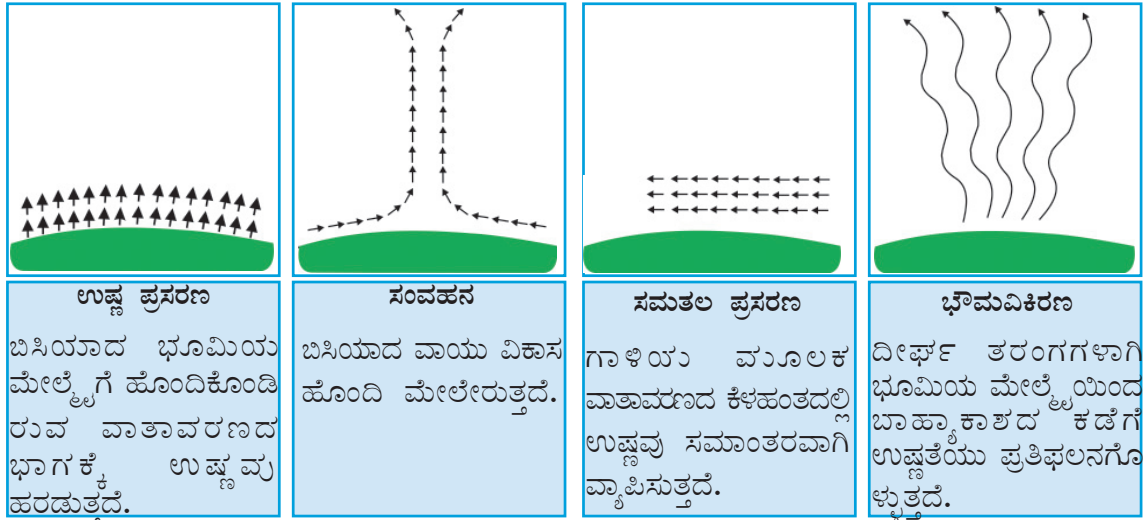 ಉಷ್ಣ ಪ್ರಸರಣ
ಬಿಸಿಯಾದ ಭೂಮಿಯ
ಮೇಲ್ಮೈಗೆ ಹೊಂದಿಕೊಂಡಿ
ರುವ ವಾತಾವರಣದ
ಭಾಗಕ್ಕೆ ಉಷ್ಣವು
ಹರಡುತ್ತದೆ.
ಸಂವಹನ
ಬಿಸಿಯಾದ ವಾಯು ವಿಕಾಸ
ಹೊಂದಿ ಮೇಲೇರುತ್ತದೆ.
ಸಮತಲ ಪ್ರಸರಣ
ಗಾಳಿಯ ಮೂಲಕ
ವಾತಾವರಣದ ಕೆಳಹಂತದಲ್ಲಿ
ಉಷ್ಣವು ಸಮಾಂತರವಾಗಿ
ವ್ಯಾಪಿಸುತ್ತದೆ.
ಭೌಮವಿಕಿರಣ
ದೀರ್ಘ ತರಂಗಗಳಾಗಿ
ಭೂಮಿಯ ಮೇಲ್ಮೈಯಿಂದ
ಬಾಹ್ಯಾಕಾಶದ ಕಡೆಗೆ
ಉಷ್ಣತೆಯು ಪ್ರತಿಫಲನಗೊ
ಳ್ಳುತ್ತದೆ.